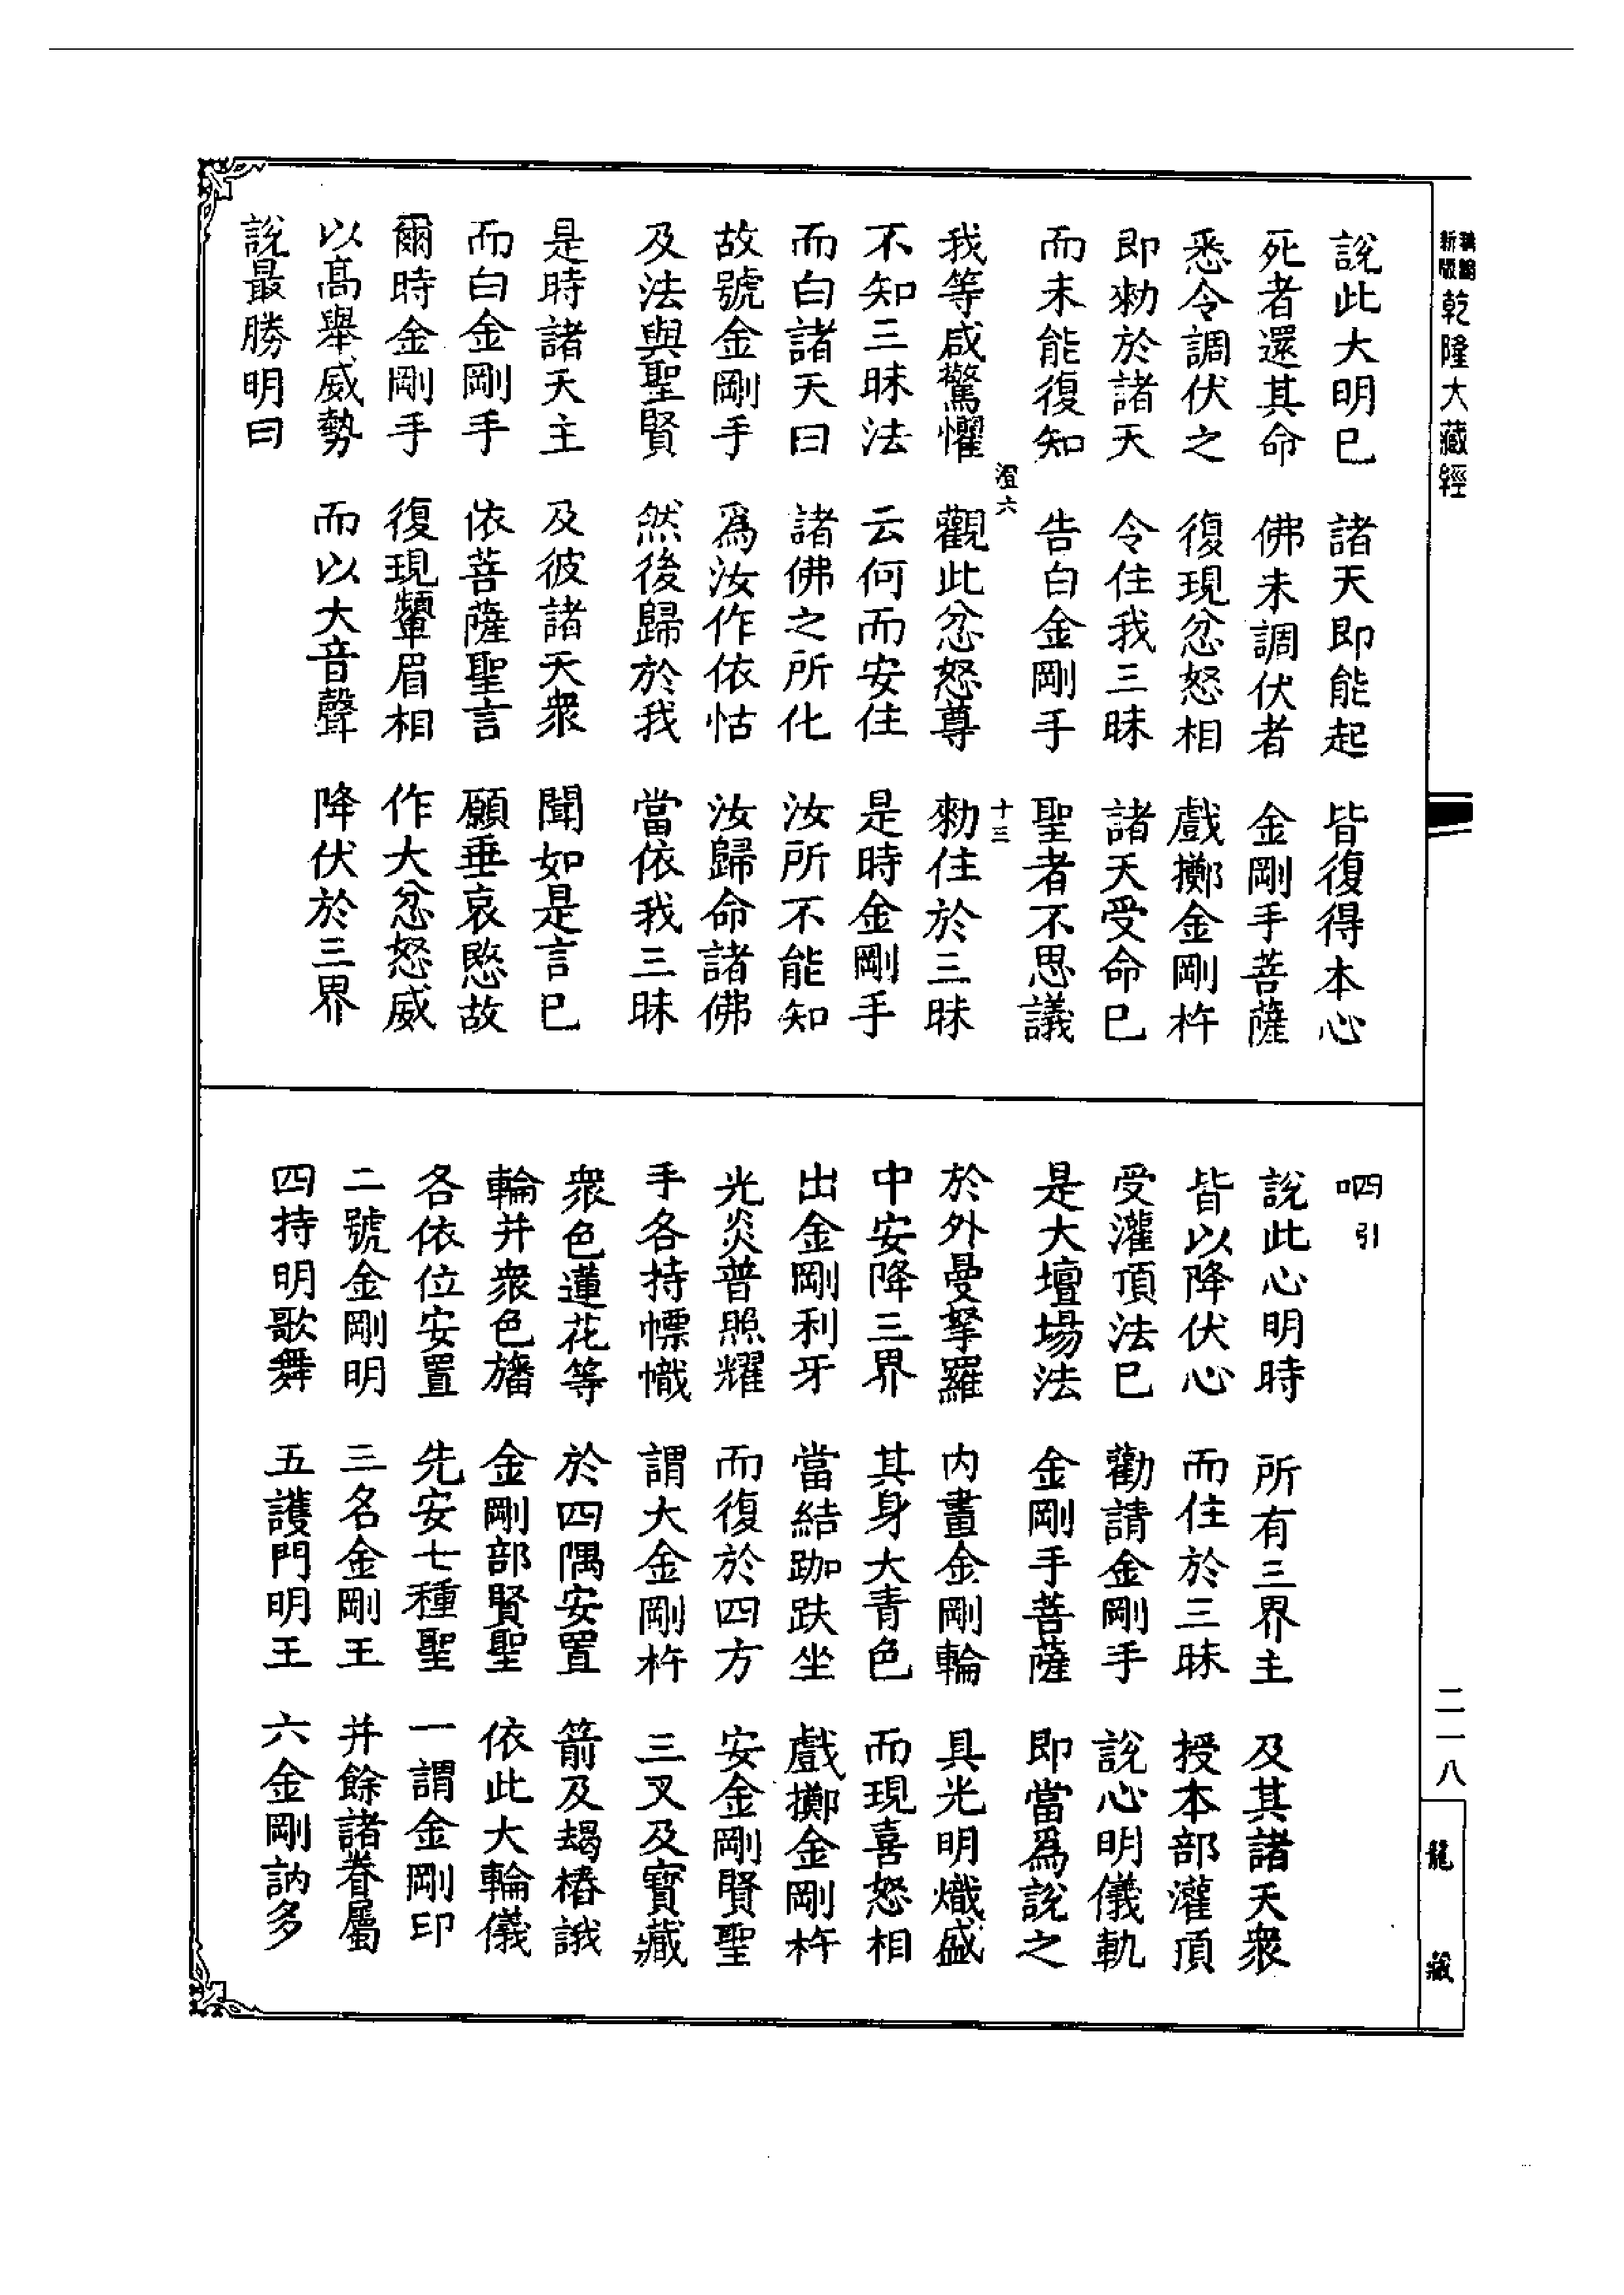 新版
乾隆大藏經
說此大明已 諸天即能起 皆復得本心
死者還其命 佛未調伏者 金剛手菩薩
悉令調伏之 復現忿怒相 戲擲金剛杵
即勑於諸天 令住我三昧 諸天受命已
而未能復知 告白金剛手 聖者不思議
澄六 十三
我等咸驚懼 觀此忿怒尊 勑住於三昧
不知三昧法 云何而安住 是時金剛手
而白諸天曰 諸佛之所化 汝所不能知
故號金剛手 爲汝作依怙 汝歸命諸佛
及法與聖賢 然後歸於我 當依我三昧
是時諸天主 及彼諸天衆 聞如是言已
而白金剛手 依菩薩聖言 願垂哀愍故
爾時金剛手 復現顰眉相 作大忿怒威
以高舉威勢 而以大音聲 降伏於三界
說最勝明曰
呬引
說此心明時 所有三界主 及其諸天衆
皆以降伏心 而住於三昧 授本部灌頂
受灌頂法已 勸請金剛手 說心明儀軌
是大壇場法 金剛手菩薩 即當爲說之
於外曼拏羅 內畫金剛輪 具光明熾盛
中安降三界 其身大青色 而現喜怒相
出金剛利牙 當結跏趺坐 戲擲金剛杵
光炎普照耀 而復於四方 安金剛賢聖
手各持幖幟 謂大金剛杵 三叉及寶藏
衆色蓮花等 於四隅安置 箭及蝎椿誐
輪并衆色旛 金剛部賢聖 依此大輪儀
各依位安置 先安七種聖 一謂金剛印
二號金剛明 三名金剛王 并餘諸眷屬
四持明歌舞 五護門明王 六金剛訥多
二一八
龍藏